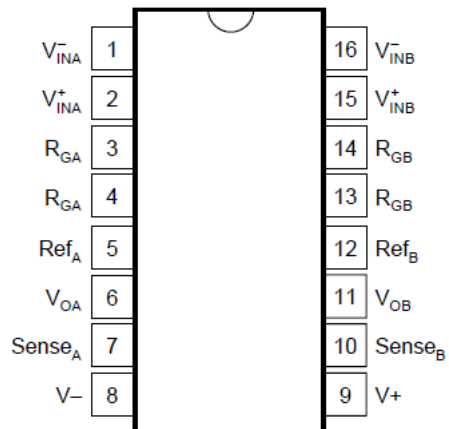 V⁻INA 1 16 V⁻INB
V⁺INA 2 15 V⁺INB
RGA 3 14 RGB
RGA 4 13 RGB
RefA 5 12 RefB
VOA 6 11 VOB
SenseA 7 10 SenseB
V– 8 9 V+